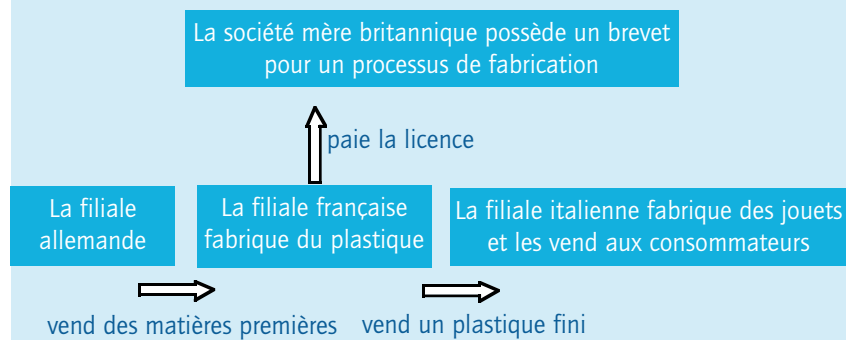 La société mère britannique possède un brevet
pour un processus de fabrication
paie la licence
La filiale
allemande
La filiale française
fabrique du plastique
La filiale italienne fabrique des jouets
et les vend aux consommateurs
vend des matières premières
vend un plastique fini